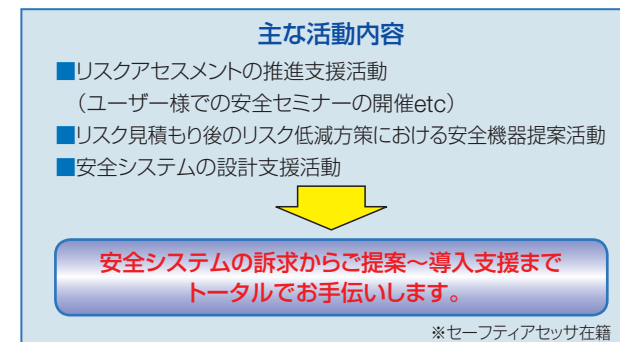 主な活動内容
■リスクアセスメントの推進支援活動
（ユーザー様での安全セミナーの開催etc）
■リスク見積もり後のリスク低減方策における安全機器提案活動
■安全システムの設計支援活動
安全システムの訴求からご提案～導入支援まで
トータルでお手伝いします。
※セーフティアセッサ在籍